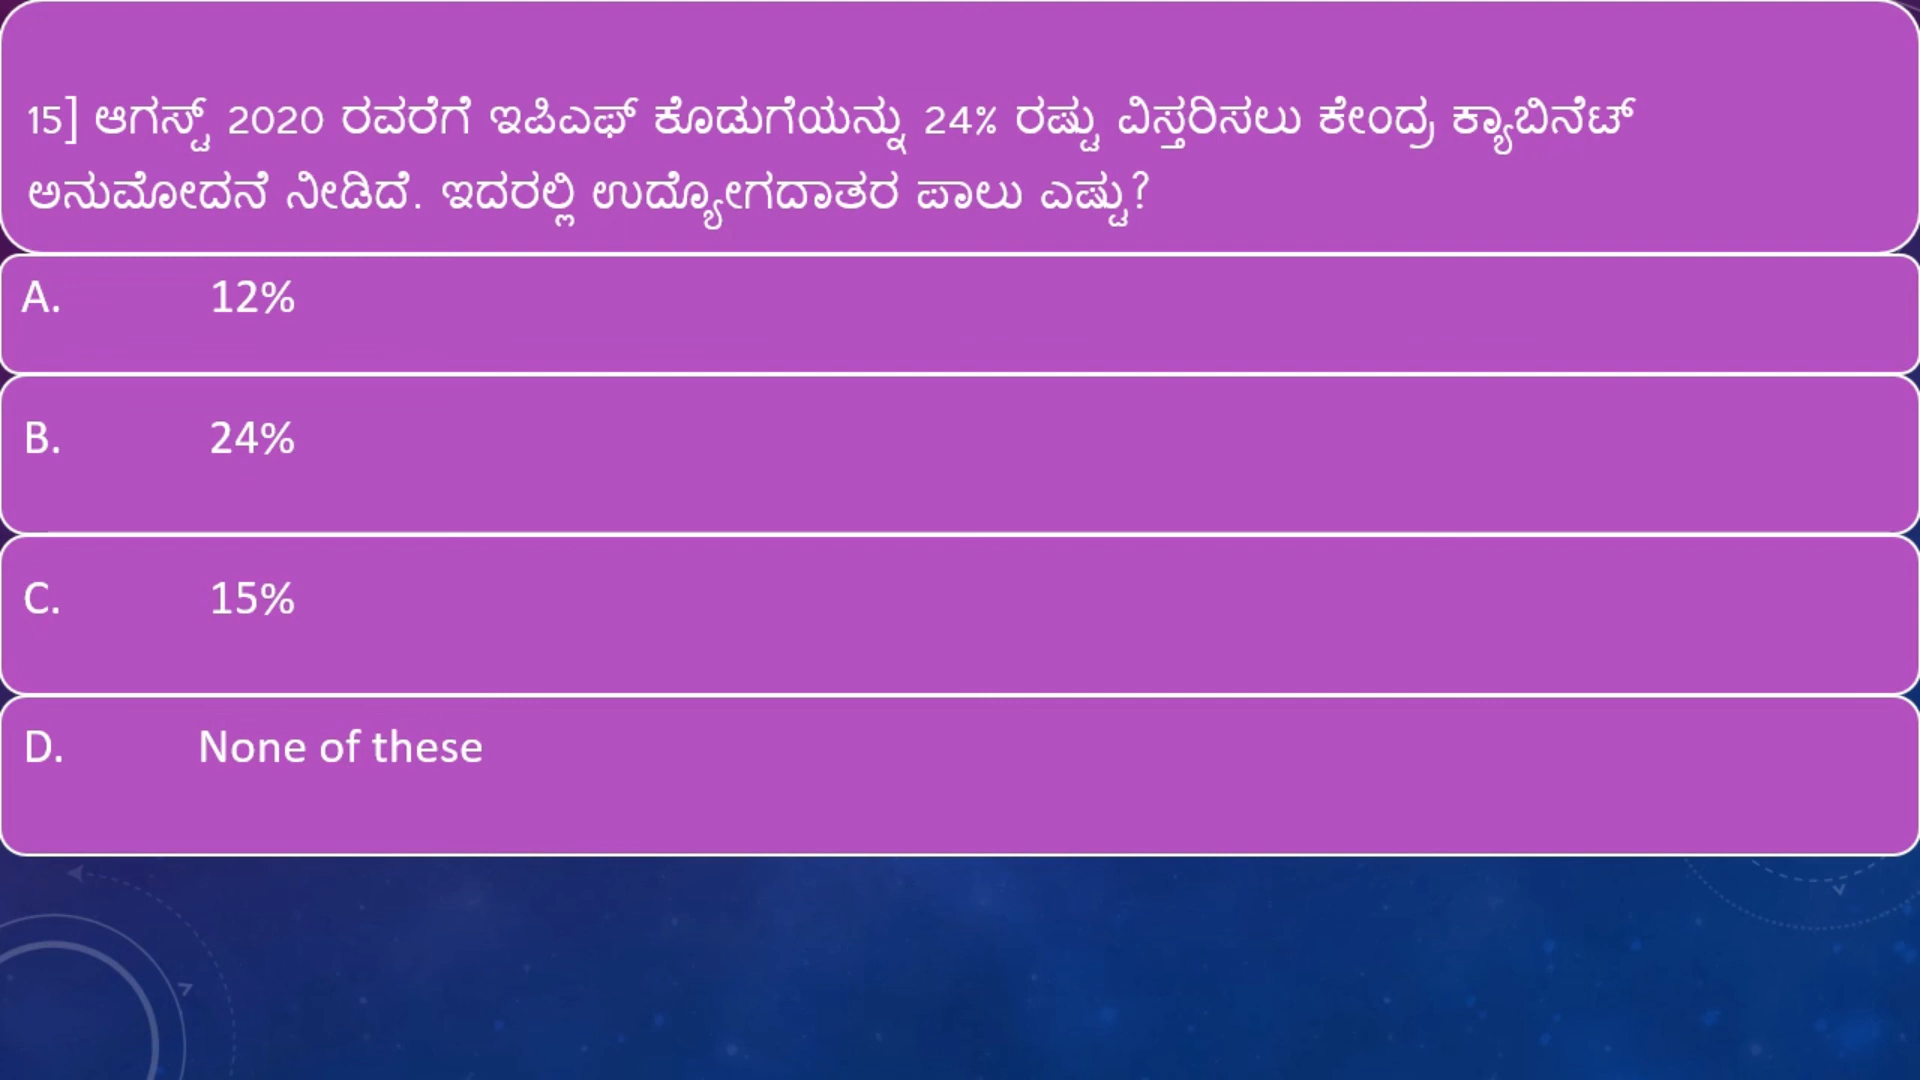 15] ಆಗಸ್ಟ್ 2020 ರವರೆಗೆ ಇಪಿಎಫ್ ಕೊಡುಗೆಯನ್ನು 24% ರಷ್ಟು ವಿಸ್ತರಿಸಲು ಕೇಂದ್ರ ಕ್ಯಾಬಿನೆಟ್
ಅನುಮೋದನೆ ನೀಡಿದೆ. ಇದರಲ್ಲಿ ಉದ್ಯೋಗದಾತರ ಪಾಲು ಎಷ್ಟು?
A. 12%
B. 24%
C. 15%
D. None of these